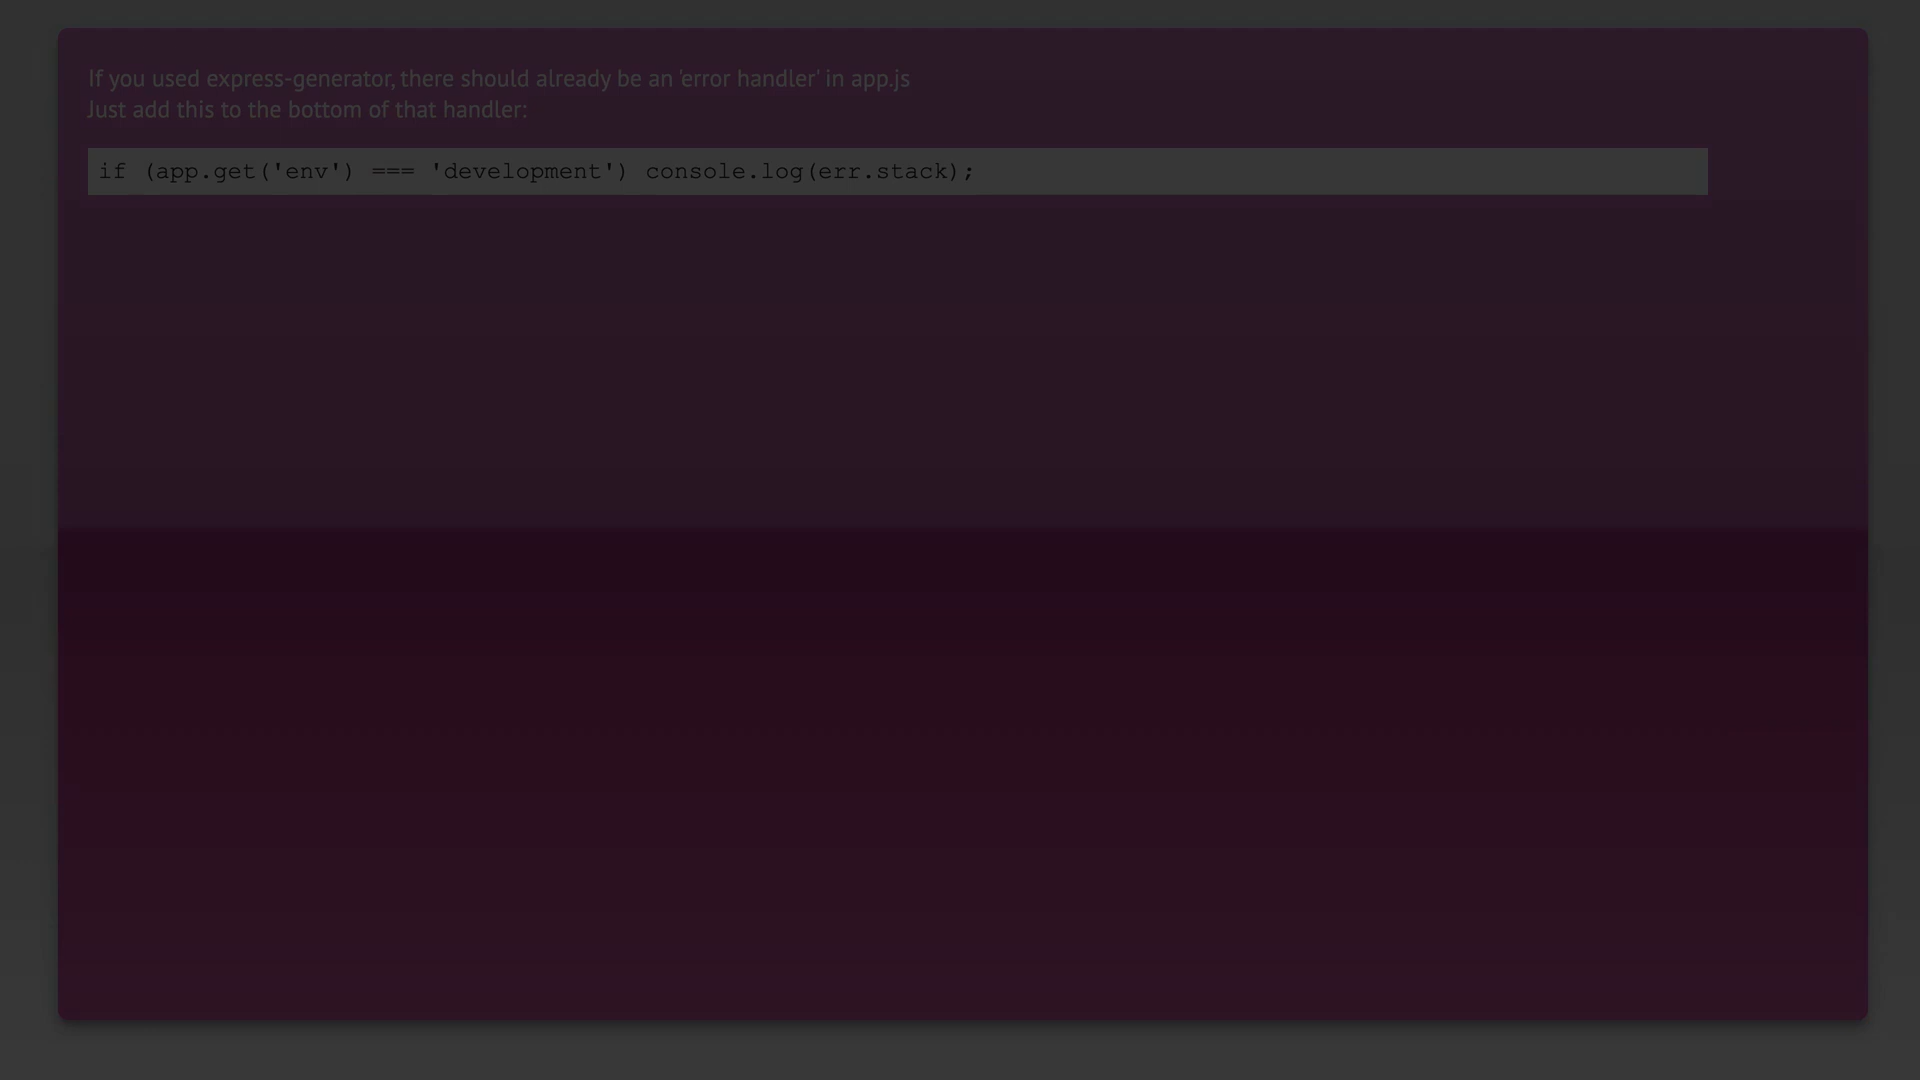 If you used express-generator, there should already be an 'error handler' in app.js
Just add this to the bottom of that handler:
if (app.get('env') === 'development') console.log(err.stack);